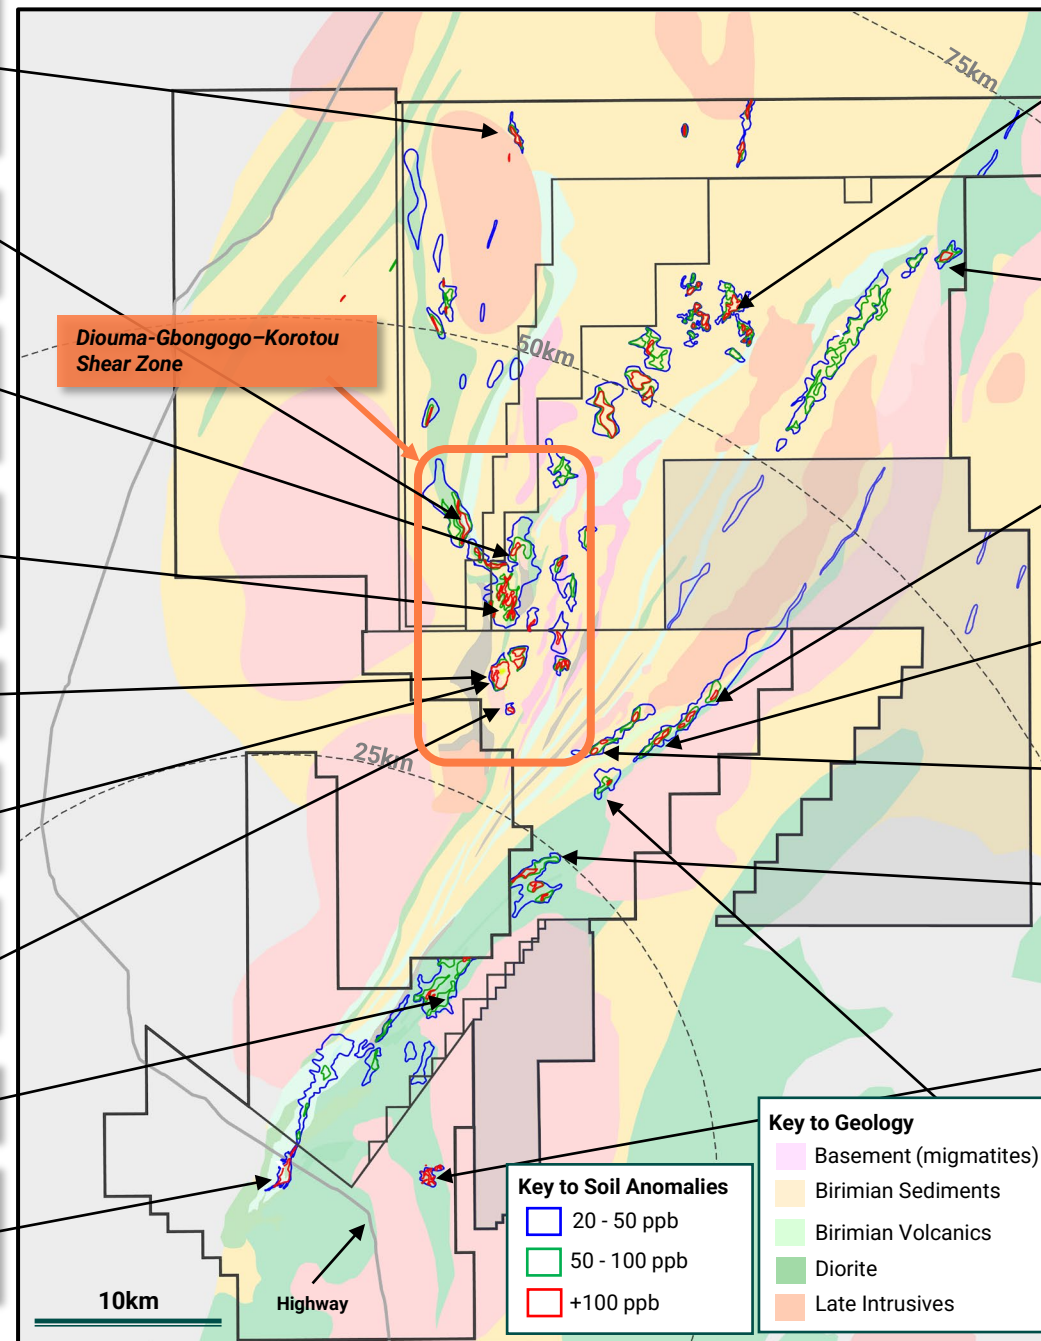 75km
Diouma-Gbongogo–Korotou
Shear Zone
50km
25km
Key to Geology
Basement (migmatites)
Birimian Sediments
Birimian Volcanics
Diorite
Late Intrusives
Key to Soil Anomalies
20 - 50 ppb
50 - 100 ppb
+100 ppb
10km
Highway